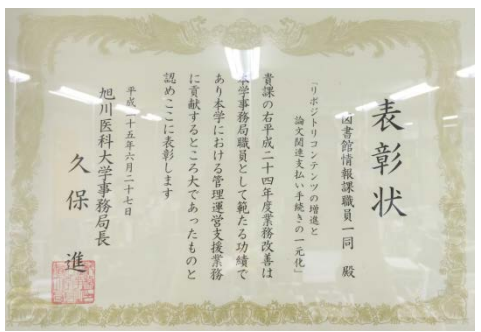 表彰状
図書館情報課職員一同 殿
「リポジトリコンテンツの増進と
論文関連支払い手続きの一元化」
貴課の右平成二十四年度業務改善は
本学事務局職員として範たる功績で
あり本学における管理運営支援業務
に貢献するところ大であったものと
認めここに表彰します
平成二十五年六月二十七日
旭川医科大学事務局長
久保 進